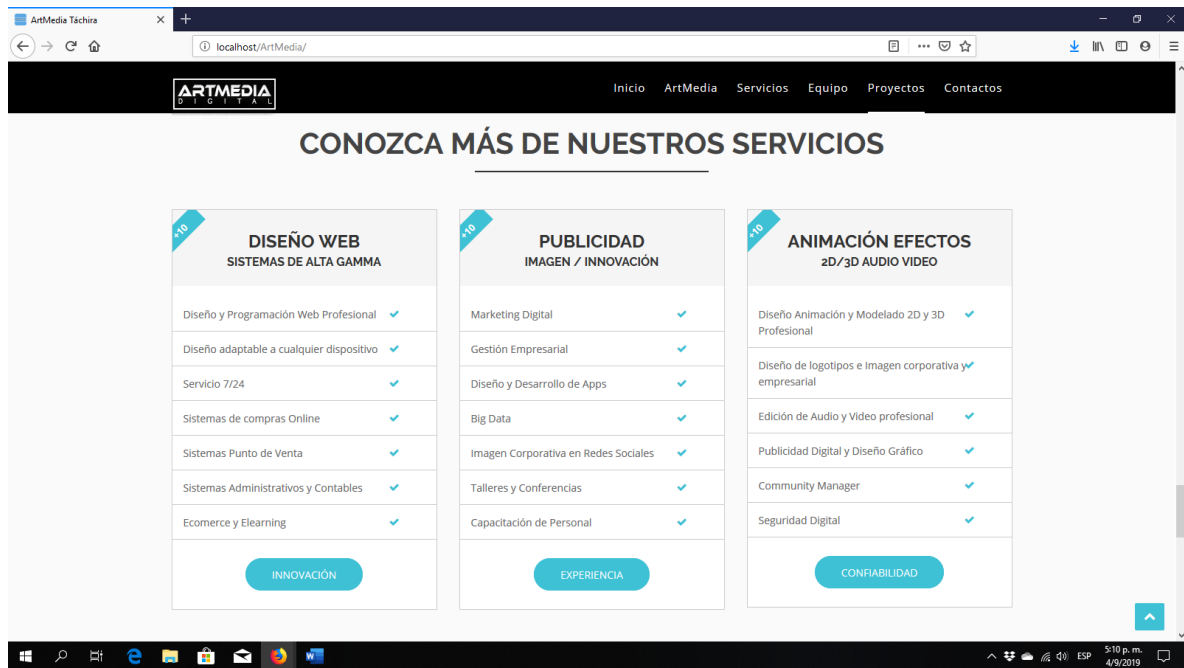 ArtMedia Táchira
localhost/ArtMedia/
ARTMEDIA
DIGITAL
Inicio ArtMedia Servicios Equipo Proyectos Contactos
CONOZCA MÁS DE NUESTROS SERVICIOS
+10
DISEÑO WEB
SISTEMAS DE ALTA GAMMA
Diseño y Programación Web Profesional
Diseño adaptable a cualquier dispositivo
Servicio 7/24
Sistemas de compras Online
Sistemas Punto de Venta
Sistemas Administrativos y Contables
Ecomerce y Elearning
INNOVACIÓN
+10
PUBLICIDAD
IMAGEN / INNOVACIÓN
Marketing Digital
Gestión Empresarial
Diseño y Desarrollo de Apps
Big Data
Imagen Corporativa en Redes Sociales
Talleres y Conferencias
Capacitación de Personal
EXPERIENCIA
+10
ANIMACIÓN EFECTOS
2D/3D AUDIO VIDEO
Diseño Animación y Modelado 2D y 3D
Profesional
Diseño de logotipos e Imagen corporativa y
empresarial
Edición de Audio y Video profesional
Publicidad Digital y Diseño Gráfico
Community Manager
Seguridad Digital
CONFIABILIDAD
ESP
5:10 p. m.
4/9/2019